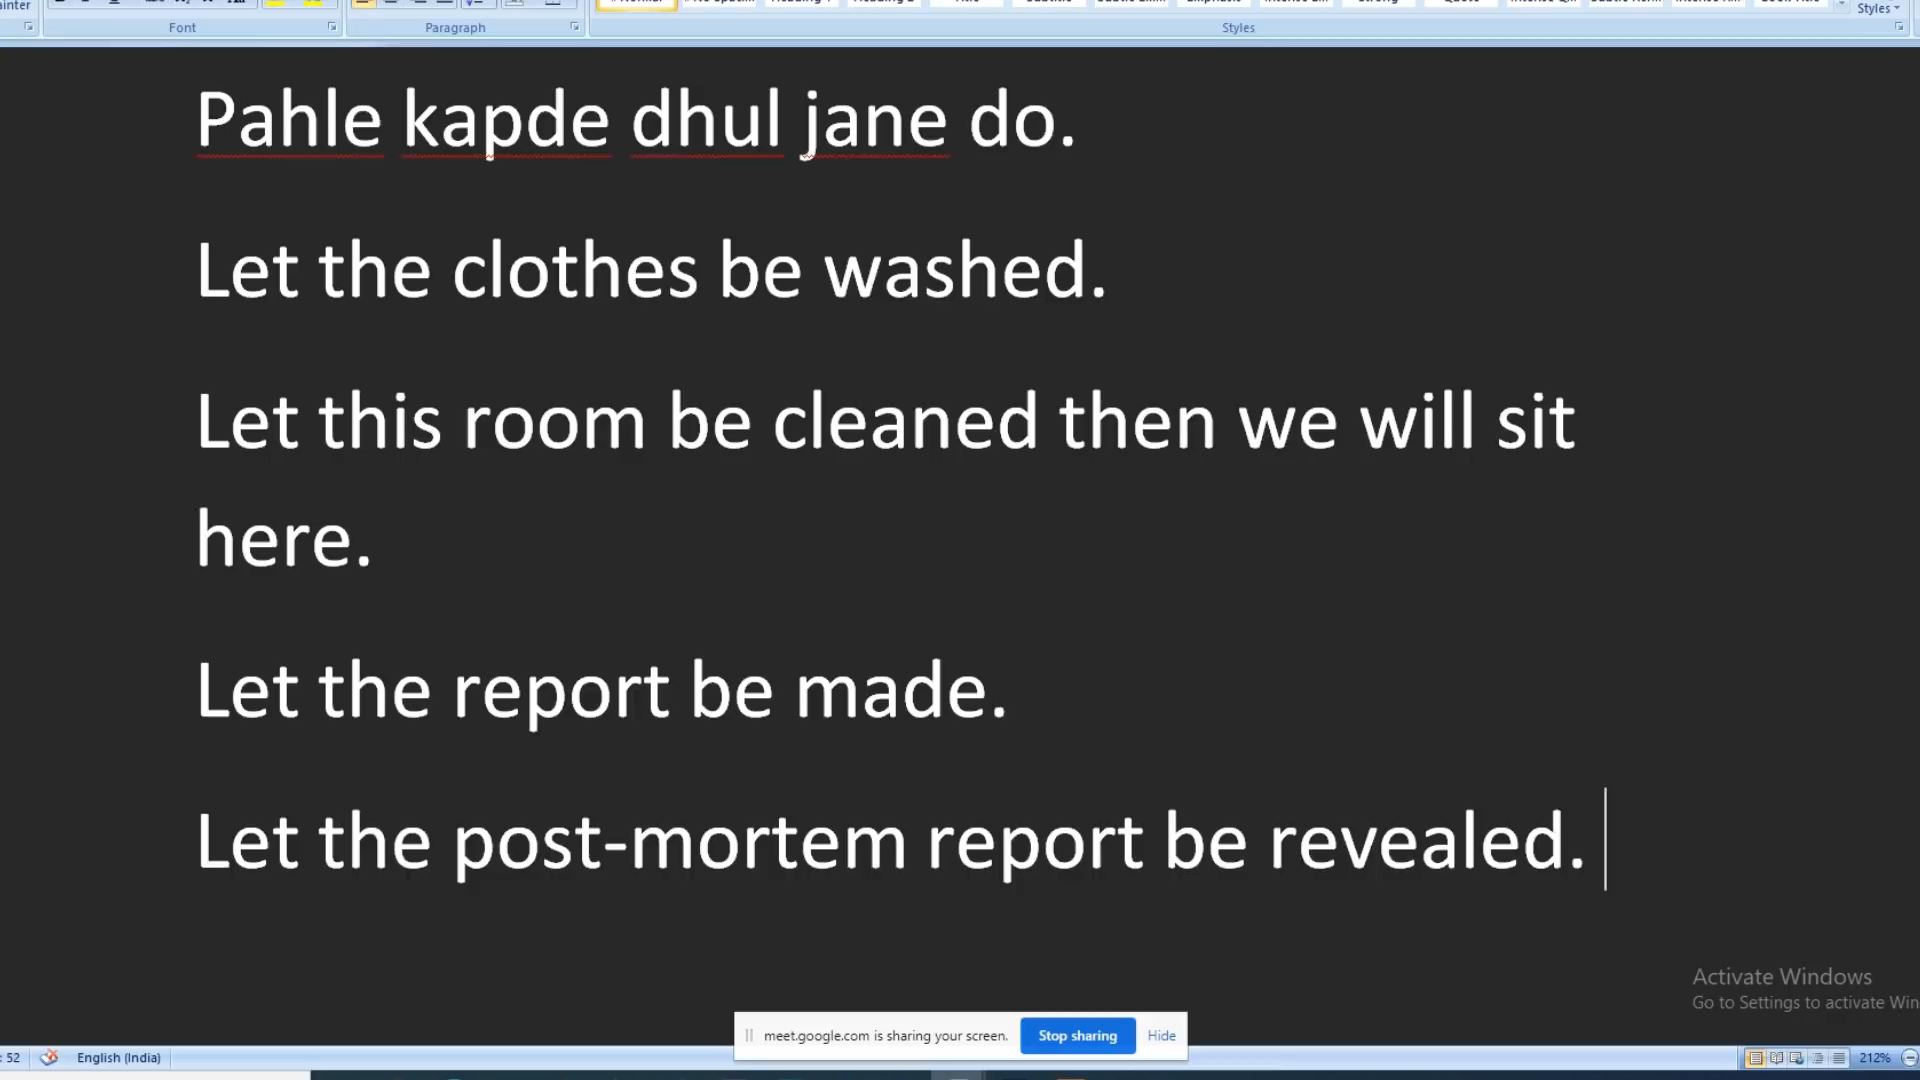 ainter
Font
Paragraph
Styles
Styles
Pahle kapde dhul jane do.
Let the clothes be washed.
Let this room be cleaned then we will sit
here.
Let the report be made.
Let the post-mortem report be revealed.
Activate Windows
Go to Settings to activate Win
meet.google.com is sharing your screen.
Stop sharing
Hide
: 52
English (India)
212%